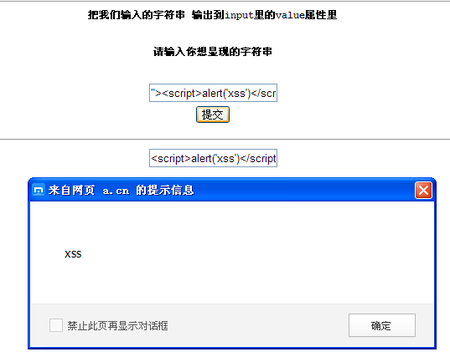 把我们输入的字符串 输出到input里的value属性里
请输入你想呈现的字符串
"><script>alert('xss')</scr
提交
<script>alert('xss')</script
来自网页 a.cn 的提示信息
xss
禁止此页再显示对话框
确定